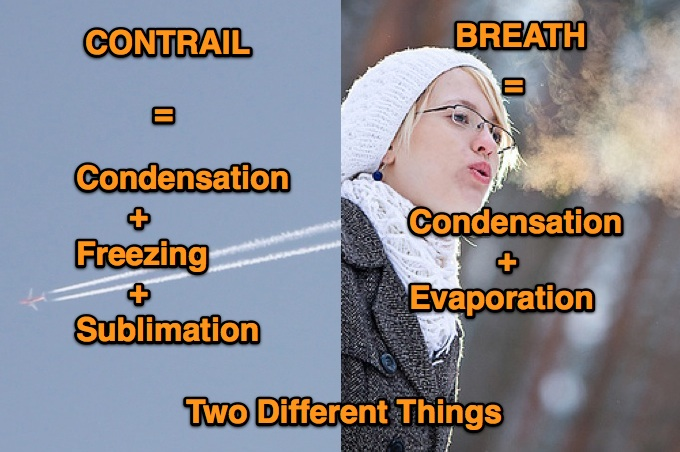 CONTRAIL
=
Condensation
+
Freezing
+
Sublimation
BREATH
=
Condensation
+
Evaporation
Two Different Things